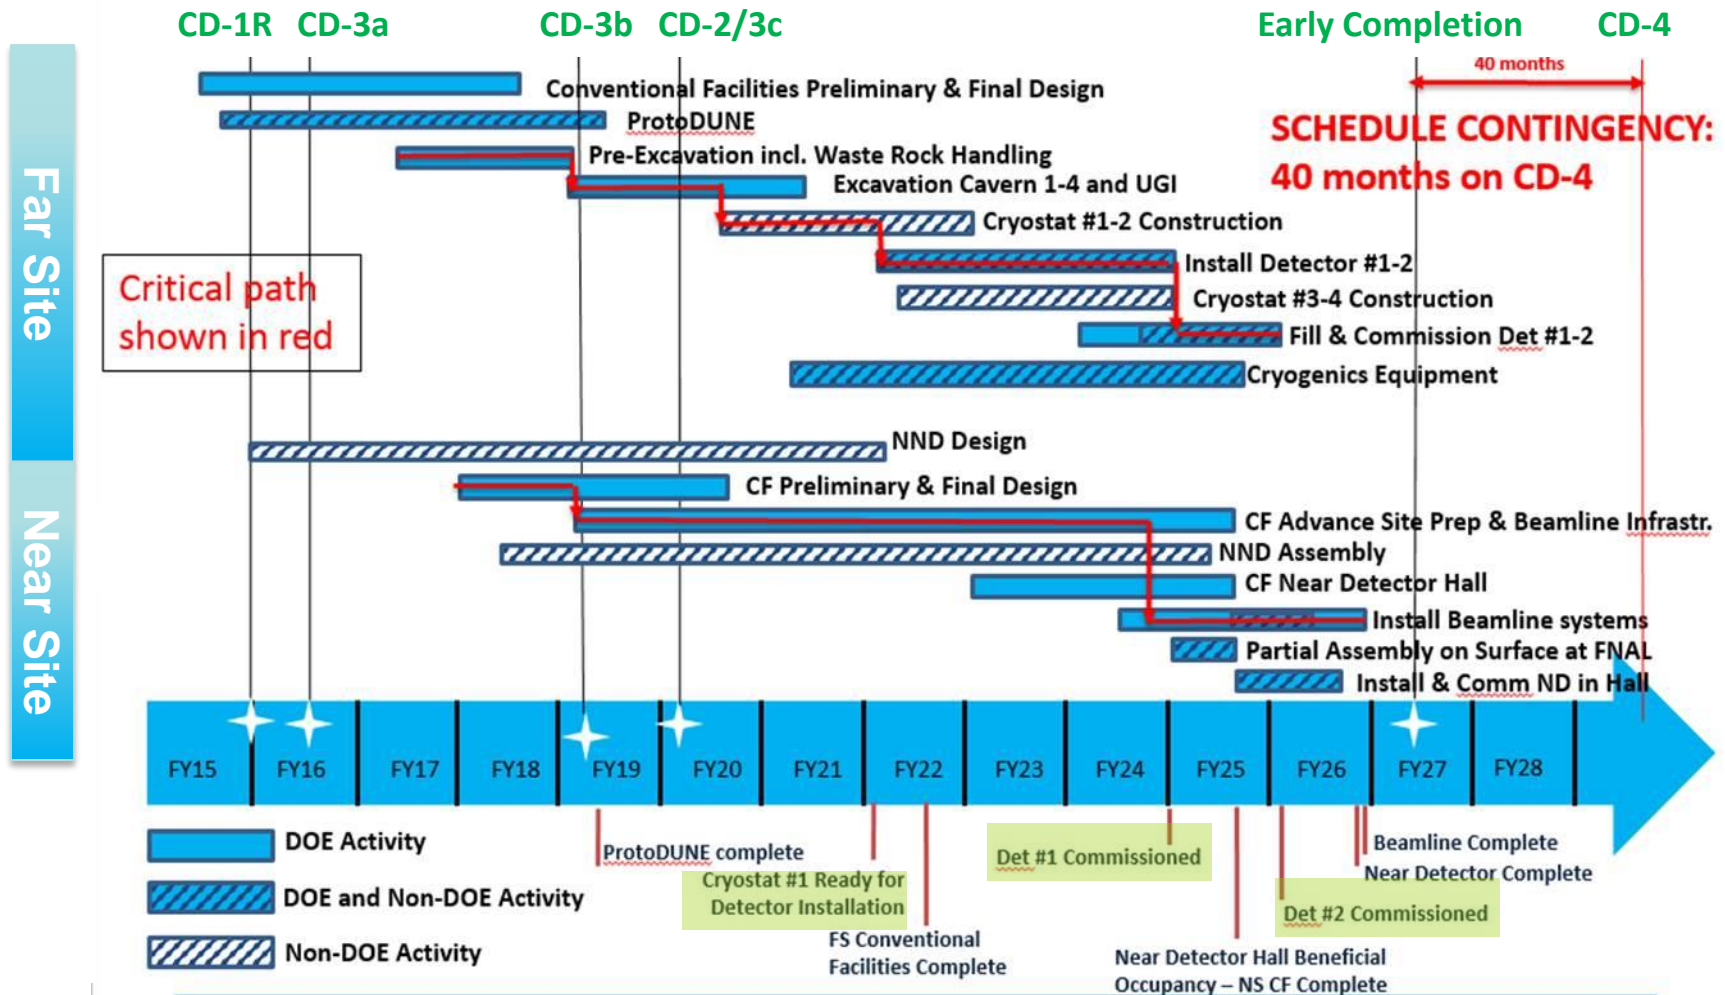 CD-1R CD-3a CD-3b CD-2/3c Early Completion CD-4
40 months
Conventional Facilities Preliminary & Final Design
ProtoDUNE
SCHEDULE CONTINGENCY:
40 months on CD-4
Pre-Excavation incl. Waste Rock Handling
Excavation Cavern 1-4 and UGI
Cryostat #1-2 Construction
Install Detector #1-2
Cryostat #3-4 Construction
Fill & Commission Det #1-2
Cryogenics Equipment
Far Site
Critical path
shown in red
NND Design
CF Preliminary & Final Design
CF Advance Site Prep & Beamline Infrastr.
NND Assembly
CF Near Detector Hall
Install Beamline systems
Partial Assembly on Surface at FNAL
Install & Comm ND in Hall
Near Site
FY15 FY16 FY17 FY18 FY19 FY20 FY21 FY22 FY23 FY24 FY25 FY26 FY27 FY28
DOE Activity
DOE and Non-DOE Activity
Non-DOE Activity
ProtoDUNE complete
Cryostat #1 Ready for
Detector Installation
FS Conventional
Facilities Complete
Det #1 Commissioned
Near Detector Hall Beneficial
Occupancy – NS CF Complete
Det #2 Commissioned
Beamline Complete
Near Detector Complete